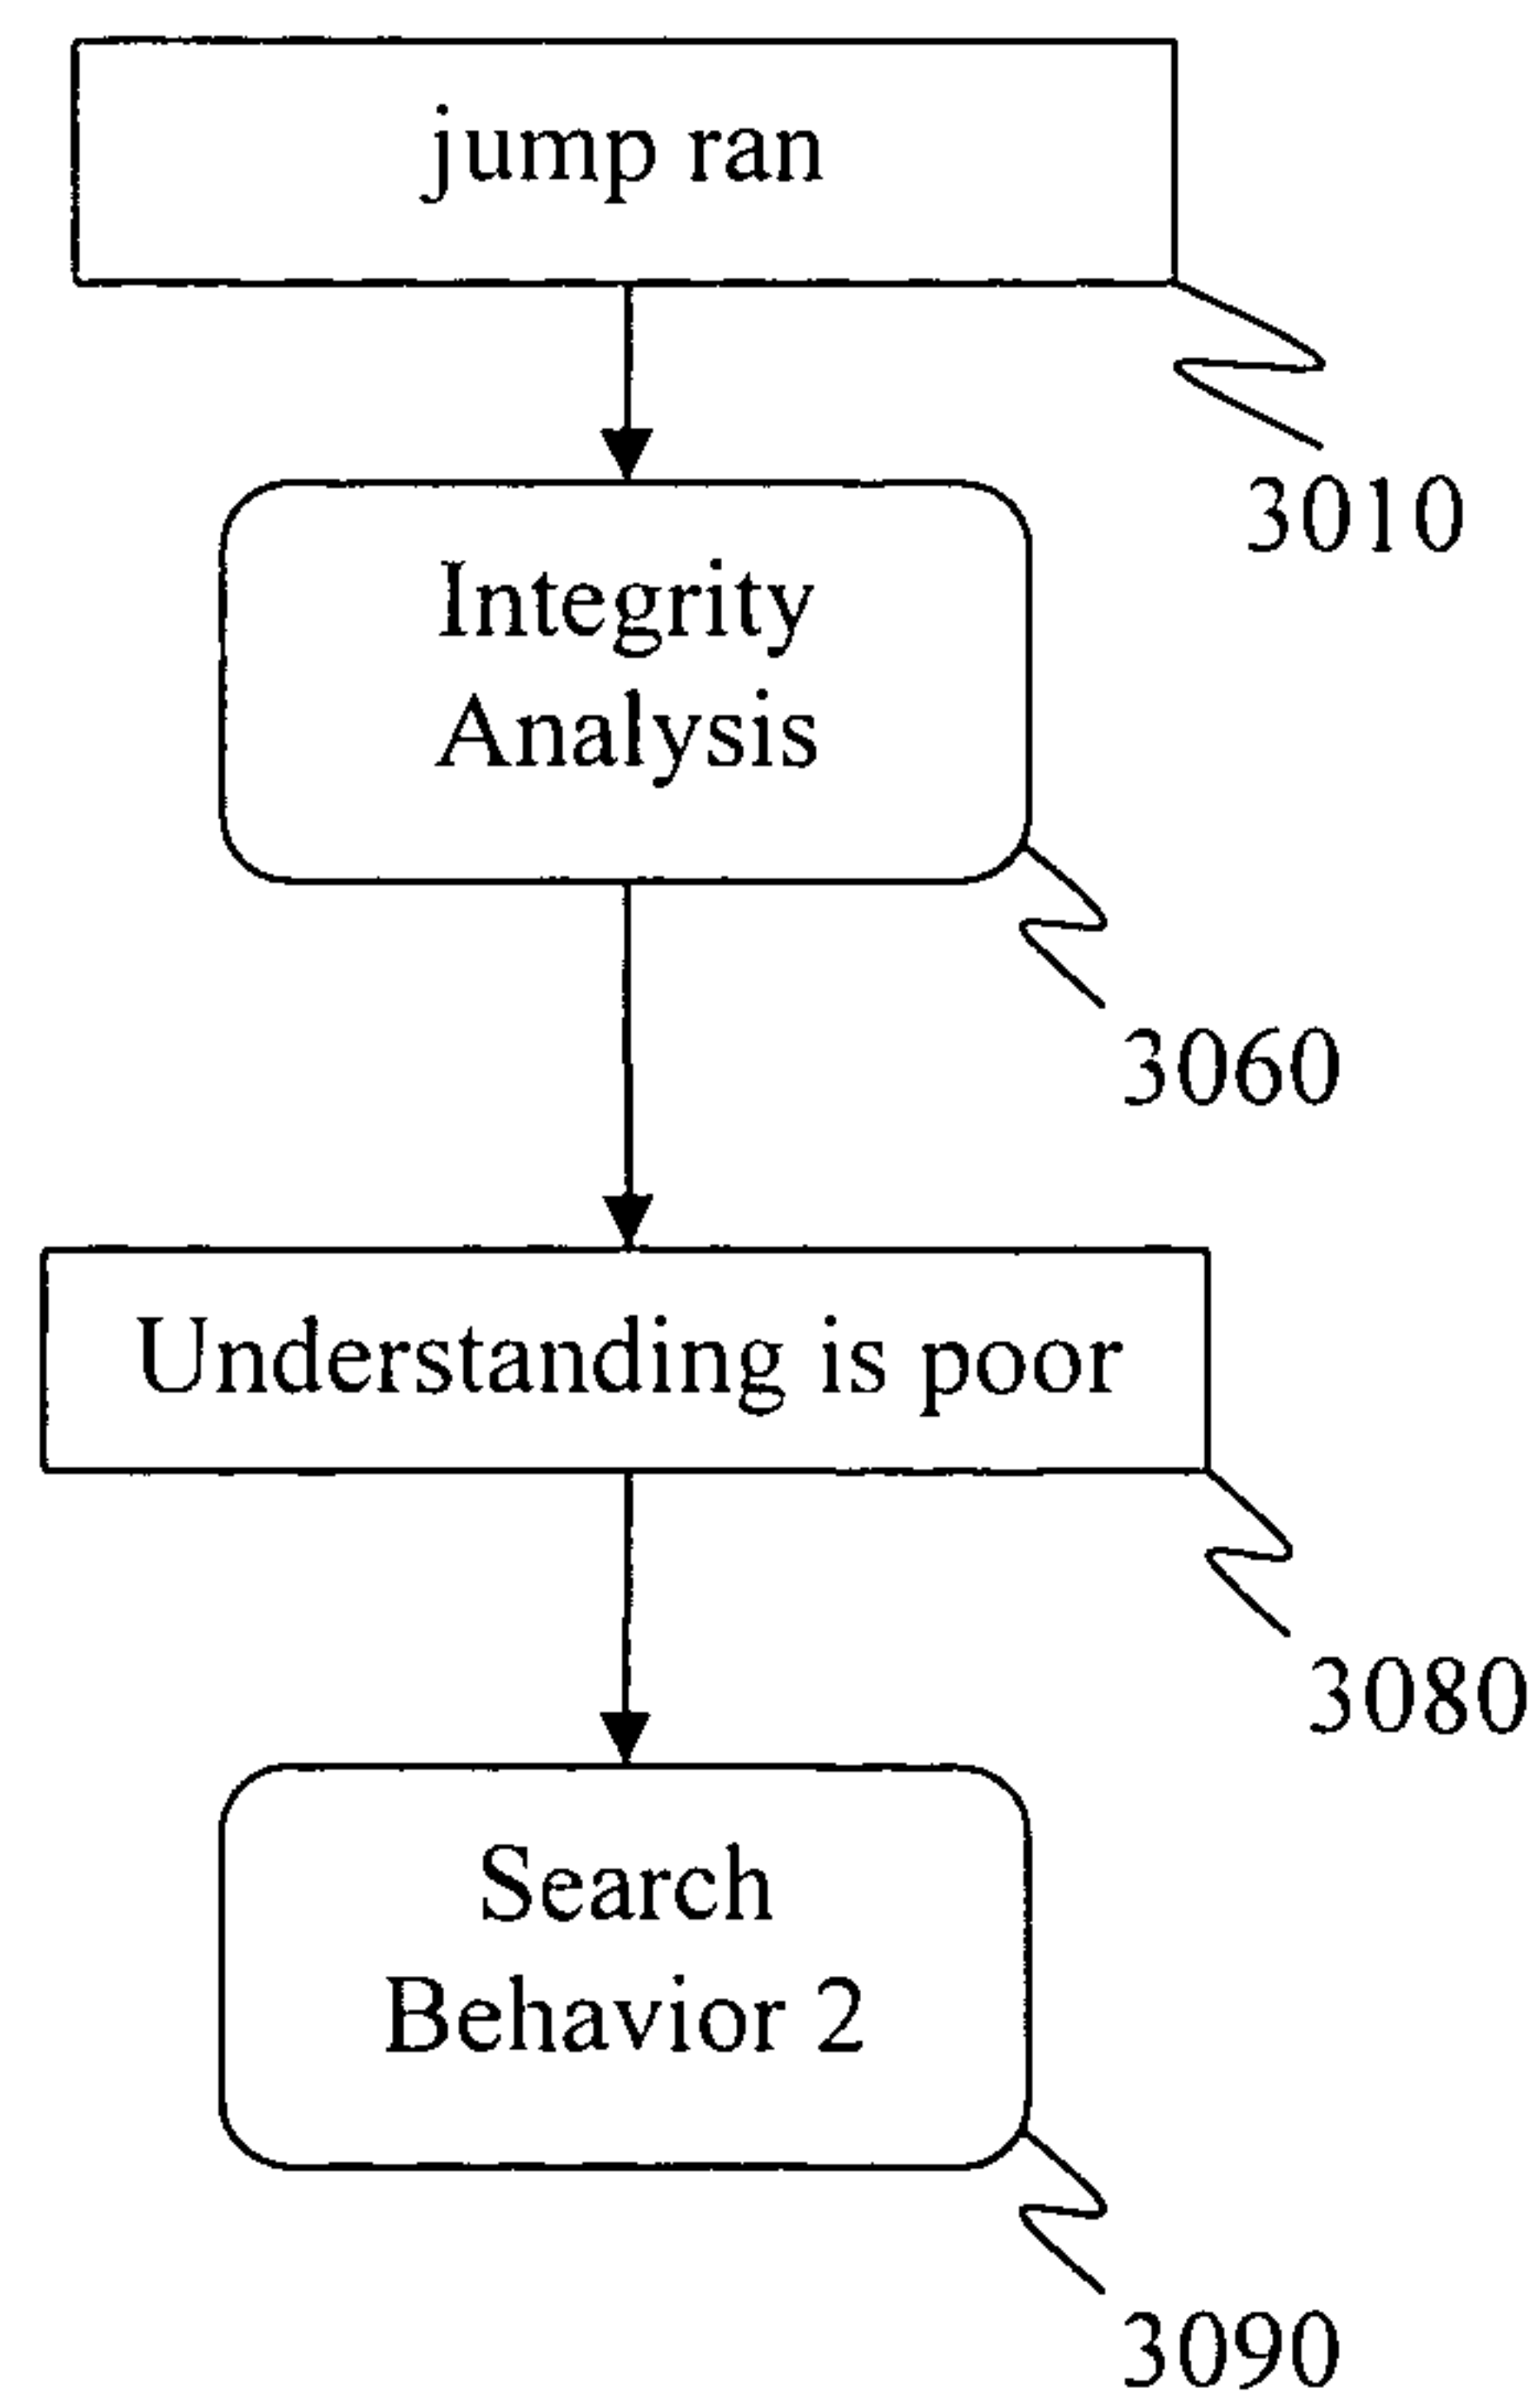 jump ran
3010
Integrity
Analysis
3060
Understanding is poor
3080
Search
Behavior 2
3090